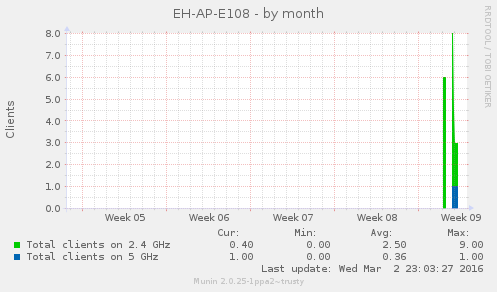 EH-AP-E108 - by month
RRDTOOL / TOBI OETIKER
Clients
8.0
7.0
6.0
5.0
4.0
3.0
2.0
1.0
0.0
Week 05 Week 06 Week 07 Week 08 Week 09
Cur: Min: Avg: Max:
Total clients on 2.4 GHz 0.40 0.00 2.50 9.00
Total clients on 5 GHz 1.00 0.00 0.36 1.00
Last update: Wed Mar 2 23:03:27 2016
Munin 2.0.25-1ppa2~trusty